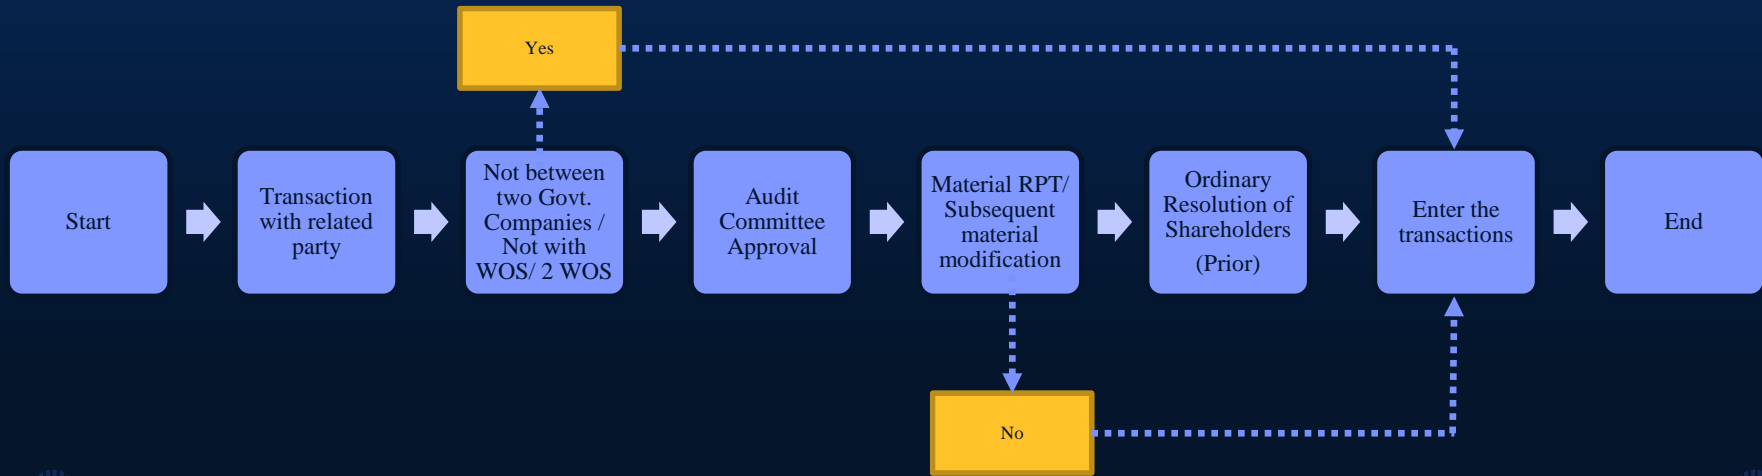 Yes
Start
Transaction
with related
party
Not between
two Govt.
Companies /
Not with
WOS/ 2 WOS
Audit
Committee
Approval
Material RPT/
Subsequent
material
modification
Ordinary
Resolution of
Shareholders
(Prior)
Enter the
transactions
End
No